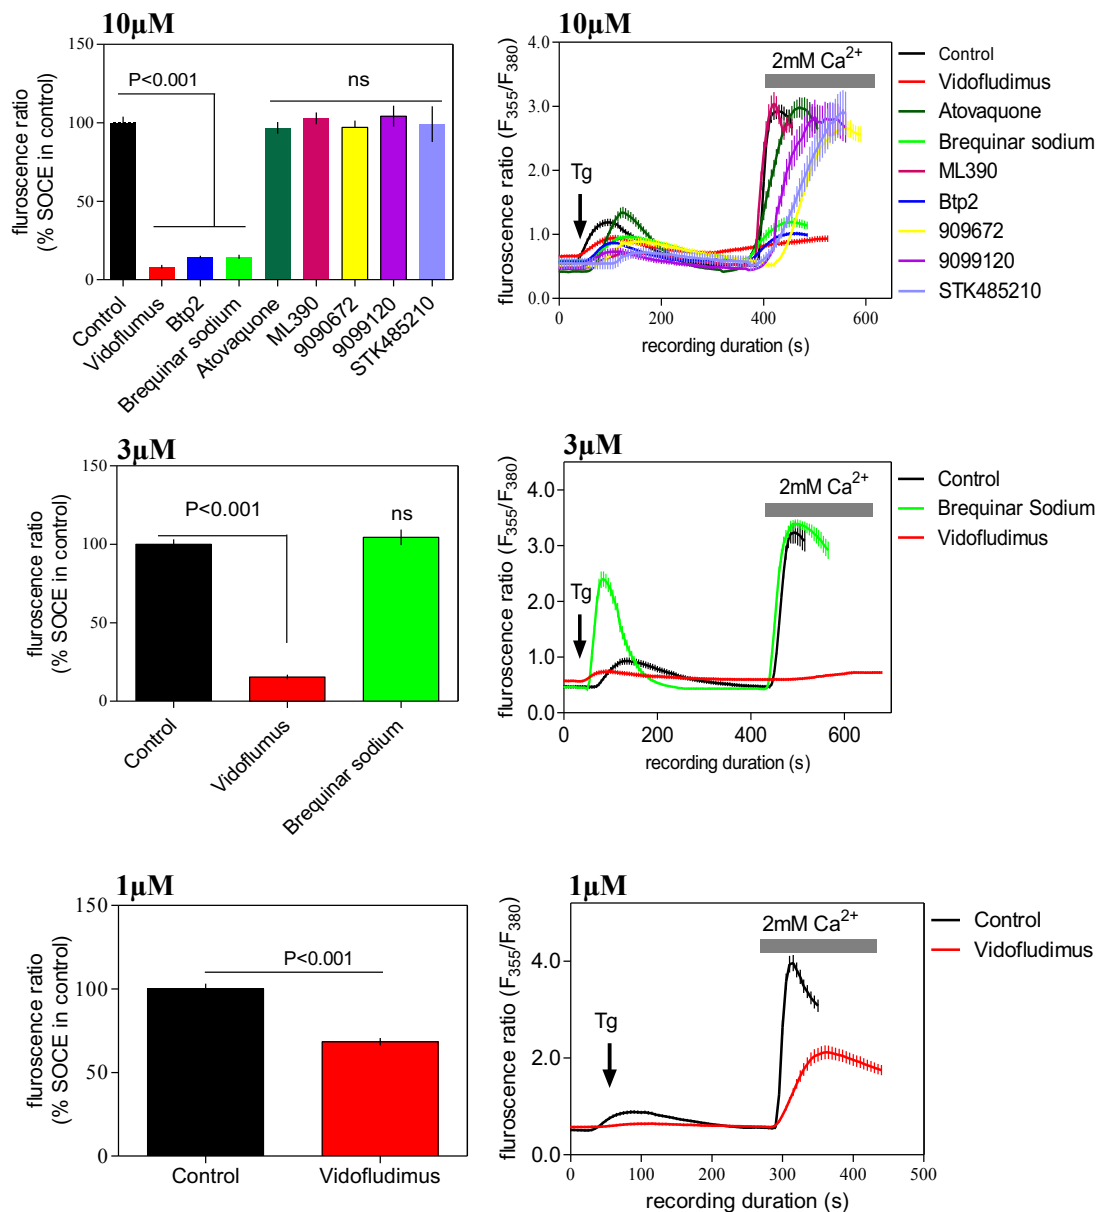 10µM
fluroscence ratio
(% SOCE in control)
150
100
50
0
P<0.001
ns
Control
Vidoflumus
Btp2
Brequinar sodium
Atovaquone
ML390
9090672
9099120
STK485210
10µM
fluroscence ratio (F355/F380)
4.0
3.0
2.0
1.0
0.0
2mM Ca2+
Tg
0
200
400
600
recording duration (s)
Control
Vidofludimus
Atovaquone
Brequinar sodium
ML390
Btp2
909672
9099120
STK485210
3µM
fluroscence ratio
(% SOCE in control)
150
100
50
0
P<0.001
ns
Control
Vidoflumus
Brequinar sodium
3µM
fluroscence ratio (F355/F380)
4.0
3.0
2.0
1.0
0.0
2mM Ca2+
Tg
0
200
400
600
recording duration (s)
Control
Brequinar Sodium
Vidofludimus
1µM
fluroscence ratio
(% SOCE in control)
150
100
50
0
P<0.001
Control
Vidofludimus
1µM
fluroscence ratio (F355/F380)
4.0
2.0
0.0
2mM Ca2+
Tg
0
100
200
300
400
500
recording duration (s)
Control
Vidofludimus